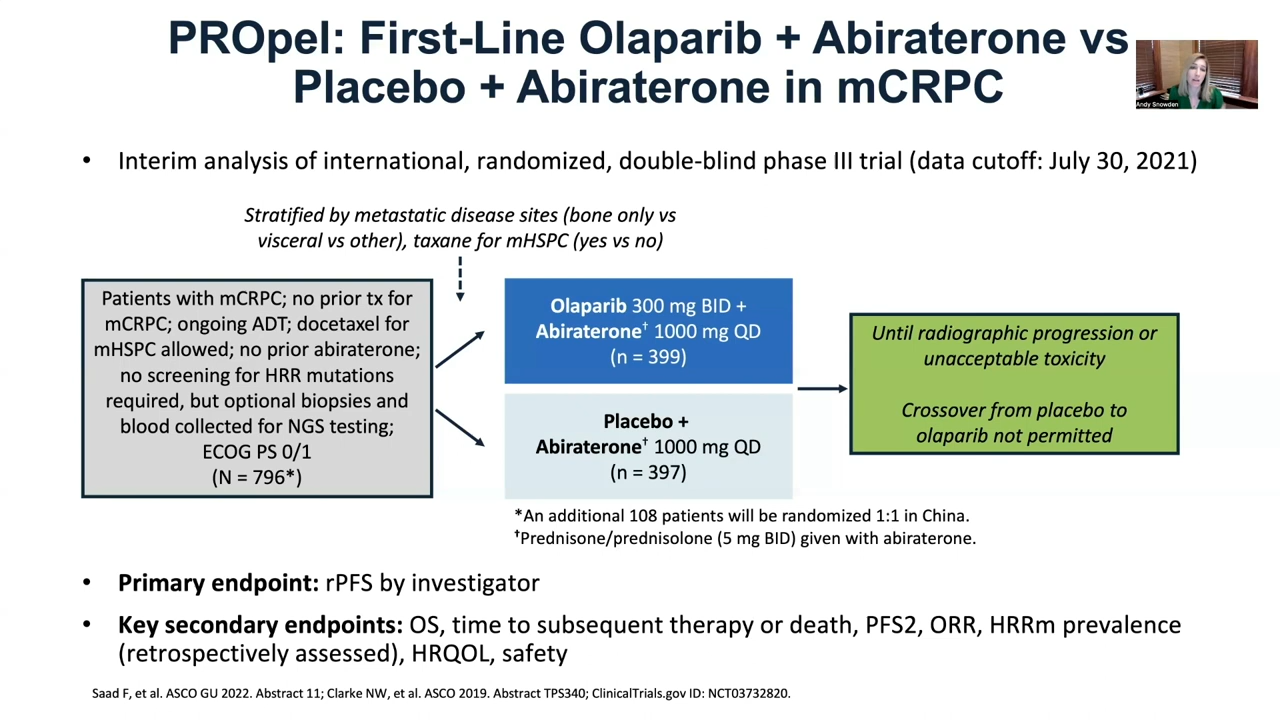 PROpel: First-Line Olaparib + Abiraterone vs
Placebo + Abiraterone in mCRPC
Andy Snowden
• Interim analysis of international, randomized, double-blind phase III trial (data cutoff: July 30, 2021)
Stratified by metastatic disease sites (bone only vs
visceral vs other), taxane for mHSPC (yes vs no)
Patients with mCRPC; no prior tx for
mCRPC; ongoing ADT; docetaxel for
mHSPC allowed; no prior abiraterone;
no screening for HRR mutations
required, but optional biopsies and
blood collected for NGS testing;
ECOG PS 0/1
(N = 796*)
Olaparib 300 mg BID +
Abiraterone† 1000 mg QD
(n = 399)
Placebo +
Abiraterone† 1000 mg QD
(n = 397)
Until radiographic progression or
unacceptable toxicity
Crossover from placebo to
olaparib not permitted
*An additional 108 patients will be randomized 1:1 in China.
†Prednisone/prednisolone (5 mg BID) given with abiraterone.
• Primary endpoint: rPFS by investigator
• Key secondary endpoints: OS, time to subsequent therapy or death, PFS2, ORR, HRRm prevalence
(retrospectively assessed), HRQOL, safety
Saad F, et al. ASCO GU 2022. Abstract 11; Clarke NW, et al. ASCO 2019. Abstract TPS340; ClinicalTrials.gov ID: NCT03732820.